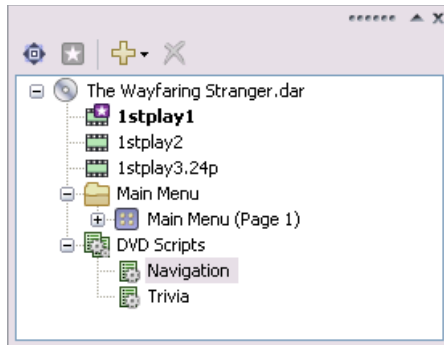 The Wayfaring Stranger.dar
1stplay1
1stplay2
1stplay3.24p
Main Menu
Main Menu (Page 1)
DVD Scripts
Navigation
Trivia